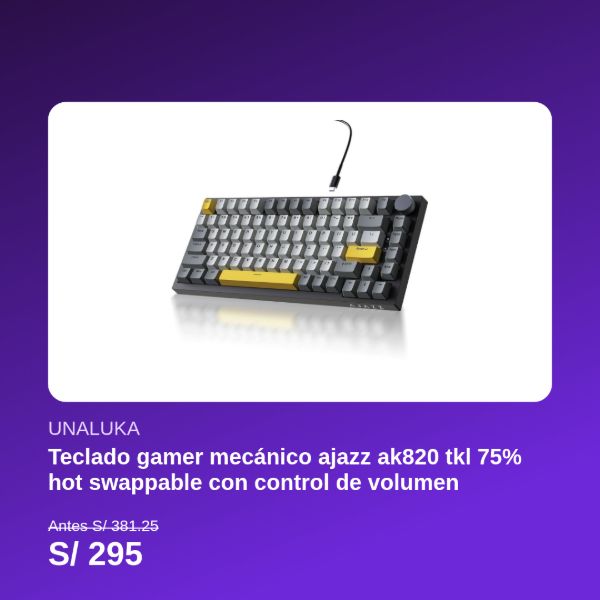 UNALUKA
Teclado gamer mecánico ajazz ak820 tkl 75%
hot swappable con control de volumen
Antes S/ 381.25
S/ 295